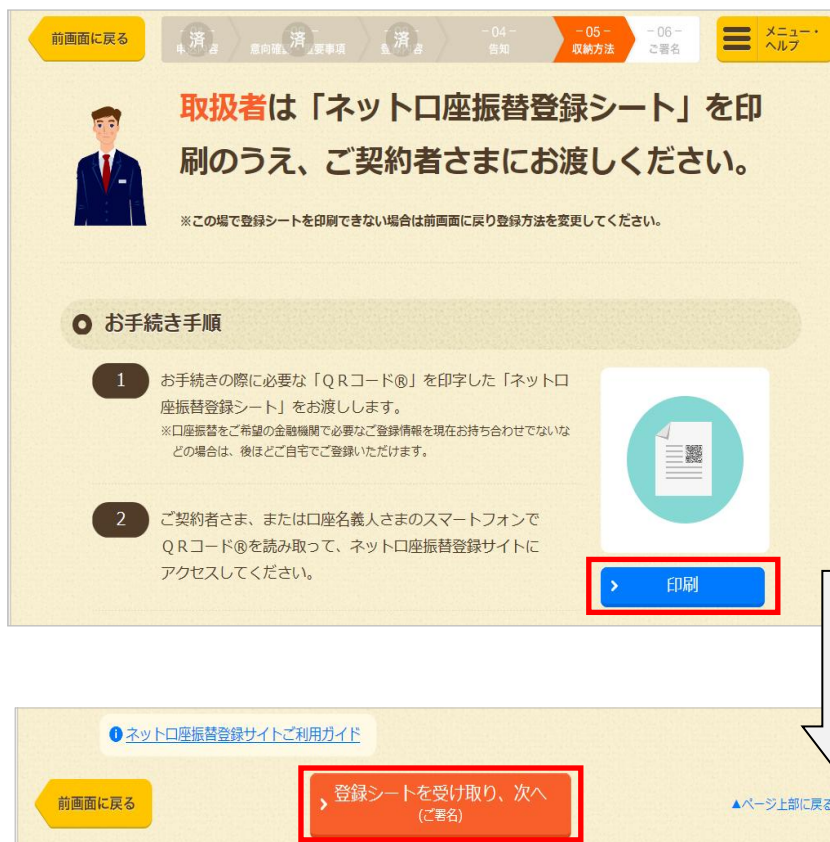 前画面に戻る
済
済
済
-04-
告知
-05-
収納方法
-06-
ご署名
メニュー・
ヘルプ
取扱者は「ネット口座振替登録シート」を印
刷のうえ、ご契約者さまにお渡しください。
※この場で登録シートを印刷できない場合は前画面に戻り登録方法を変更してください。
お手続き手順
1
お手続きの際に必要な「QRコード®」を印字した「ネット口
座振替登録シート」をお渡しします。
※口座振替をご希望の金融機関で必要なご登録情報を現在お持ち合わせでないな
どの場合は、後ほどご自宅でご登録いただけます。
2
ご契約者さま、または口座名義人さまのスマートフォンで
QRコード®を読み取って、ネット口座振替登録サイトに
アクセスしてください。
印刷
ネット口座振替登録サイトご利用ガイド
前画面に戻る
登録シートを受け取り、次へ
(ご署名)
▲ページ上部に戻る